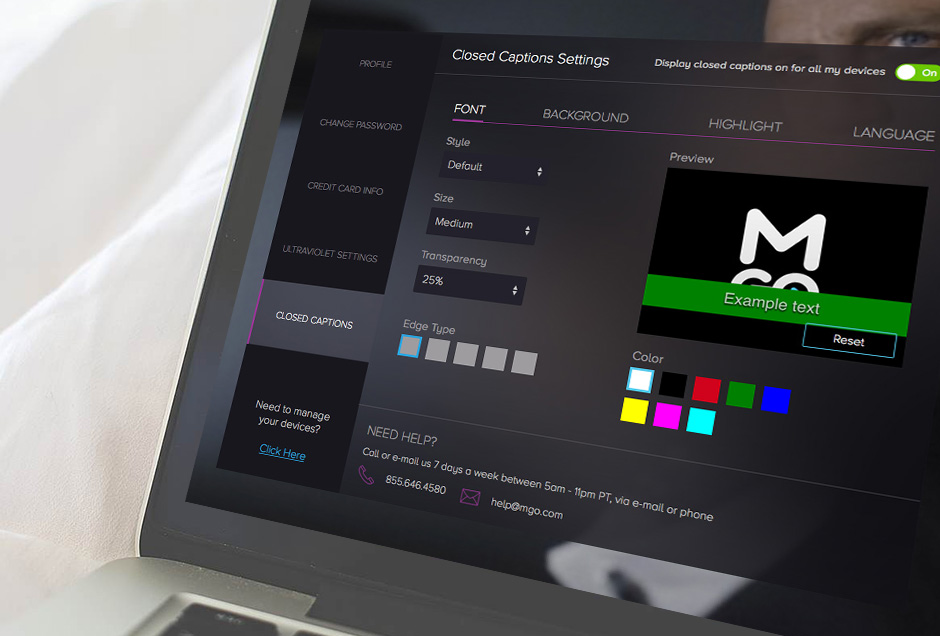 PROFILE
CHANGE PASSWORD
CREDIT CARD INFO
ULTRAVIOLET SETTINGS
CLOSED CAPTIONS
Need to manage
your devices?
Click Here
Closed Captions Settings
Display closed captions on for all my devices
On
FONT
BACKGROUND
HIGHLIGHT
LANGUAGE
Style
Default
Size
Medium
Transparency
25%
Edge Type
Preview
M
GO
Example text
Reset
Color
NEED HELP?
Call or e-mail us 7 days a week between 5am - 11pm PT, via e-mail or phone
855.646.4580
help@mgo.com